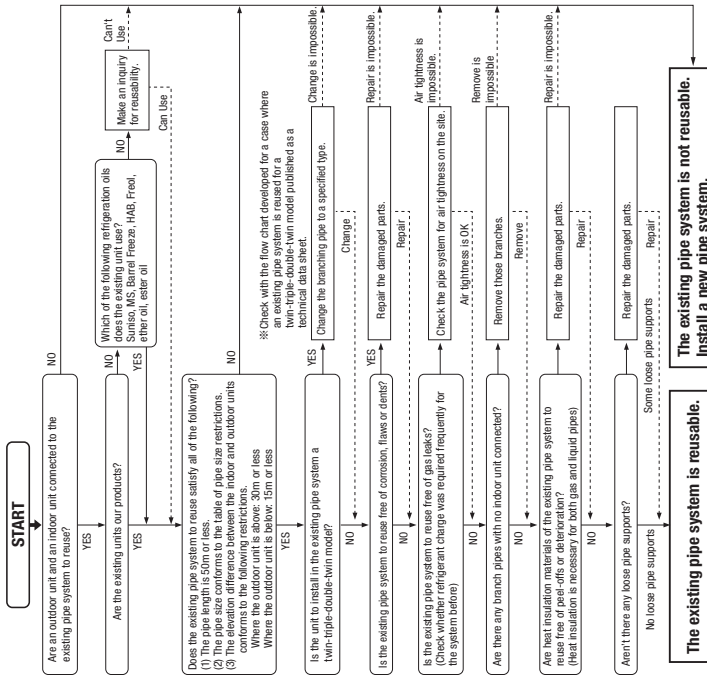 START
Are an outdoor unit and an indoor unit connected to the
existing pipe system to reuse?
NO
YES
Are the existing units our products?
NO
YES
Which of the following refrigeration oils
does the existing unit use?
Suniso, MS, Barrel Freeze, HAB, Freol,
ether oil, ester oil
NO
YES
Make an inquiry
for reusability.
Can't
Use
Can Use
Does the existing pipe system to reuse satisfy all of the following?
(1) The pipe length is 50m or less.
(2) The pipe size conforms to the table of pipe size restrictions.
(3) The elevation difference between the indoor and outdoor units
conforms to the following restrictions.
Where the outdoor unit is above: 30m or less
Where the outdoor unit is below: 15m or less
NO
YES
※Check with the flow chart developed for a case where
an existing pipe system is reused for a
twin-triple-double-twin model published as a
technical data sheet.
Is the unit to install in the existing pipe system a
twin-triple-double-twin model?
YES
Change the branching pipe to a specified type.
Change is impossible.
Change
NO
Is the existing pipe system to reuse free of corrosion, flaws or dents?
YES
Repair the damaged parts.
Repair is impossible.
Repair
NO
Is the existing pipe system to reuse free of gas leaks?
(Check whether refrigerant charge was required frequently for
the system before)
Check the pipe system for air tightness on the site.
Air tightness is
impossible.
Air tightness is OK
NO
Are there any branch pipes with no indoor unit connected?
Remove those branches.
Remove is
impossible
Remove
NO
Are heat insulation materials of the existing pipe system to
reuse free of peel-offs or deterioration?
(Heat insulation is necessary for both gas and liquid pipes)
Repair the damaged parts.
Repair is impossible.
Repair
NO
Aren't there any loose pipe supports?
Repair the damaged parts.
Repair
Some loose pipe supports
No loose pipe supports
The existing pipe system is reusable.
The existing pipe system is not reusable.
Install a new pipe system.